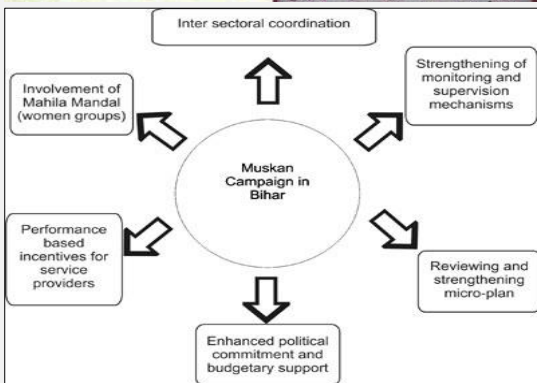 Inter sectoral coordination
Involvement of
Mahila Mandal
(women groups)
Strengthening of
monitoring and
supervision
mechanisms
Muskan
Campaign in
Bihar
Performance
based
incentives for
service
providers
Reviewing and
strengthening
micro-plan
Enhanced political
commitment and
budgetary support